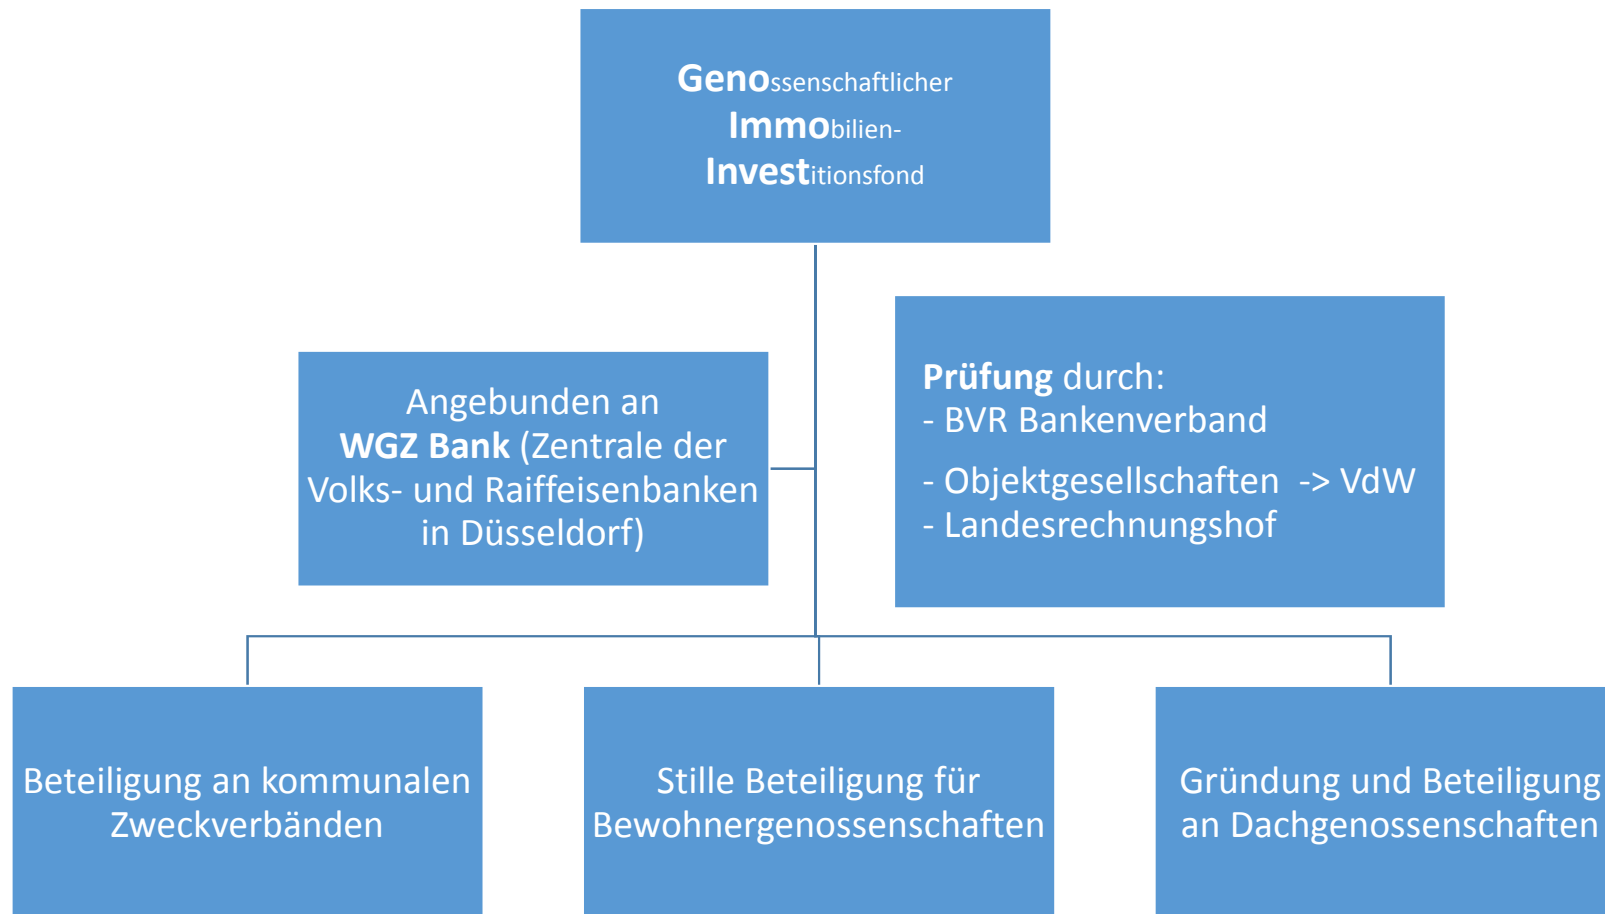 Genossenschaftlicher
Immobilien-
Investitionsfond
Angebunden an
WGZ Bank (Zentrale der
Volks- und Raiffeisenbanken
in Düsseldorf)
Prüfung durch:
- BVR Bankenverband
- Objektgesellschaften -> VdW
- Landesrechnungshof
Beteiligung an kommunalen
Zweckverbänden
Stille Beteiligung für
Bewohnergenossenschaften
Gründung und Beteiligung
an Dachgenossenschaften